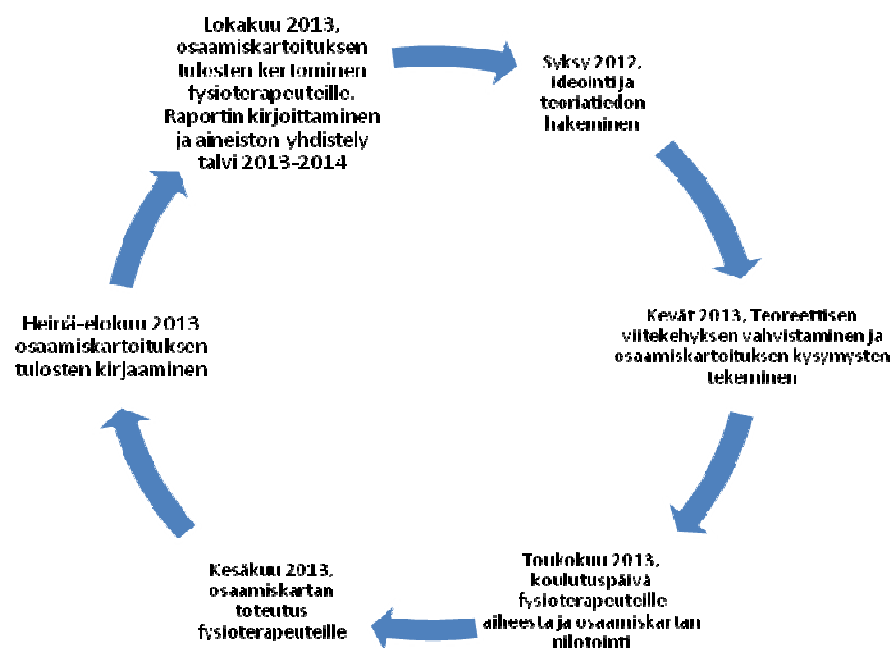 Lokakuu 2013,
osaamiskartoituksen
tulosten kertominen
fysioterapeuteille.
Raportin kirjoittaminen
ja aineiston yhdistely
talvi 2013-2014
Syksy 2012,
ideointi ja
teoriatiedon
hakeminen
Kevät 2013, Teoreettisen
viitekehyksen vahvistaminen ja
osaamiskartoituksen kysymysten
tekeminen
Toukokuu 2013,
koulutuspäivä
fysioterapeuteille
aiheesta ja osaamiskartan
pilotointi
Kesäkuu 2013,
osaamiskartan
toteutus
fysioterapeuteille
Heinä-elokuu 2013
osaamiskartoituksen
tulosten kirjaaminen